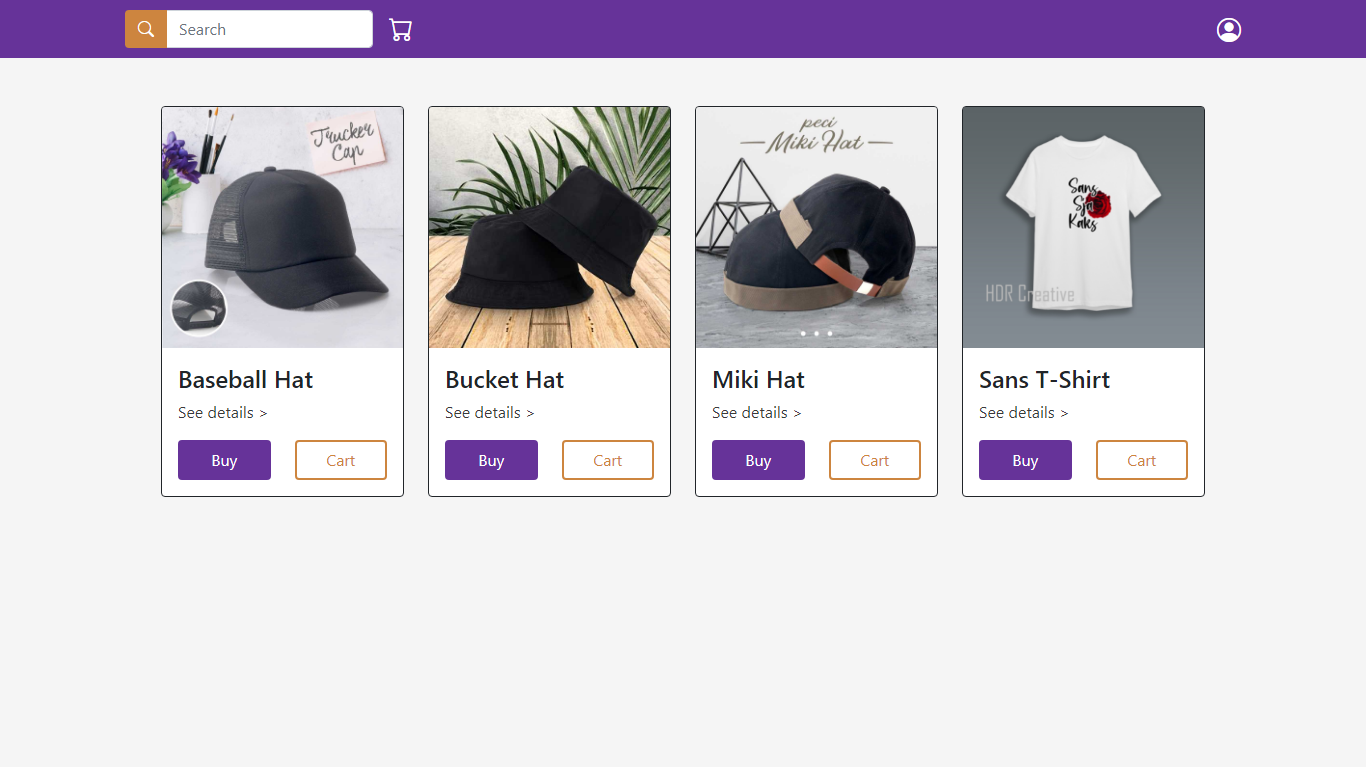 Search
Trucker
Cap
peci
Miki Hat
Sans
Sja
Kaks
HDR Creative
Baseball Hat
Bucket Hat
Miki Hat
Sans T-Shirt
See details >
See details >
See details >
See details >
Buy
Cart
Buy
Cart
Buy
Cart
Buy
Cart